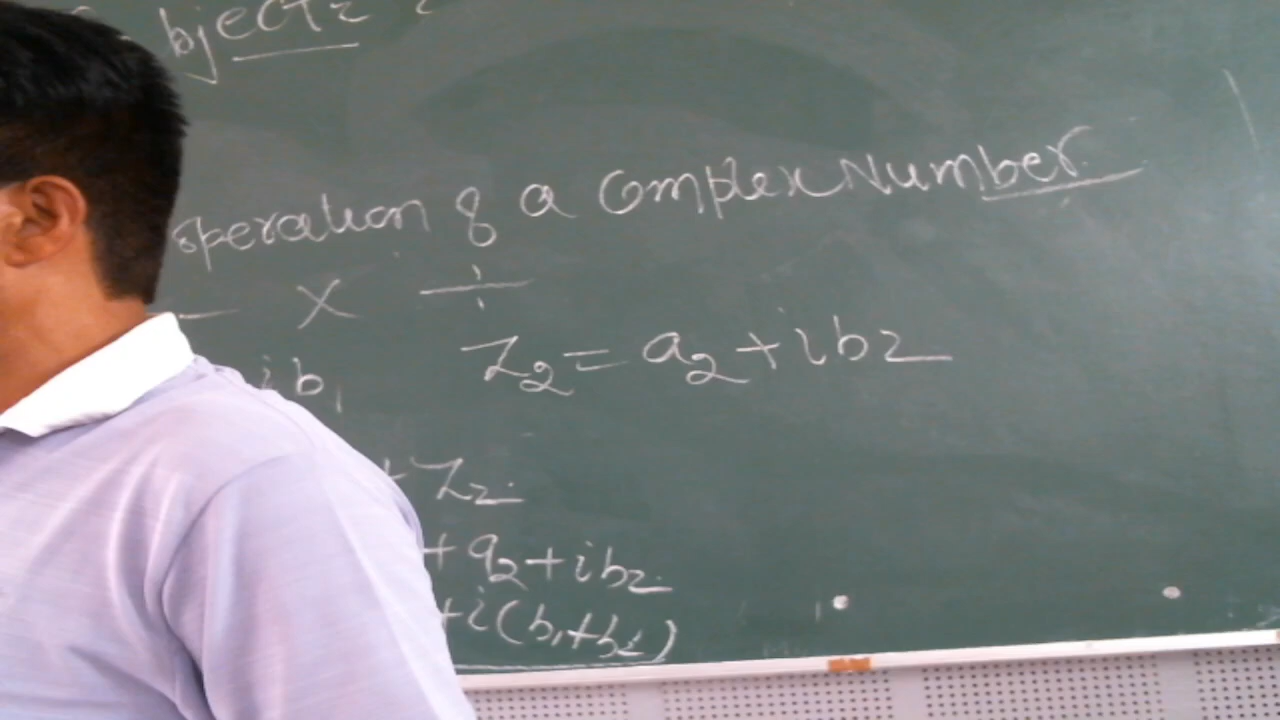 bject :
operation of a Complex Number
- × ÷
ib₁ Z₂ = a₂ + ib₂
+ Z₂
+ a₂ + ib₂
+ i(b₁ + b₂)